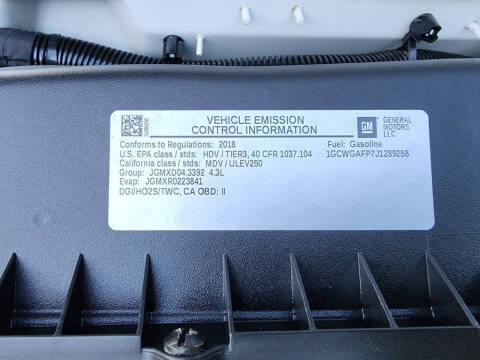 VEHICLE EMISSION
CONTROL INFORMATION
GM GENERAL
MOTORS
LLC
Conforms to Regulations: 2018 Fuel: Gasoline
U.S. EPA class / stds: HDV / TIER3, 40 CFR 1037.104 1GCWGAFP7J1289258
California class / stds: MDV / ULEV250
Group: JGMXD04.3392 4.3L
Evap: JGMXR0223841
DGI/HO2S/TWC, CA OBD: II